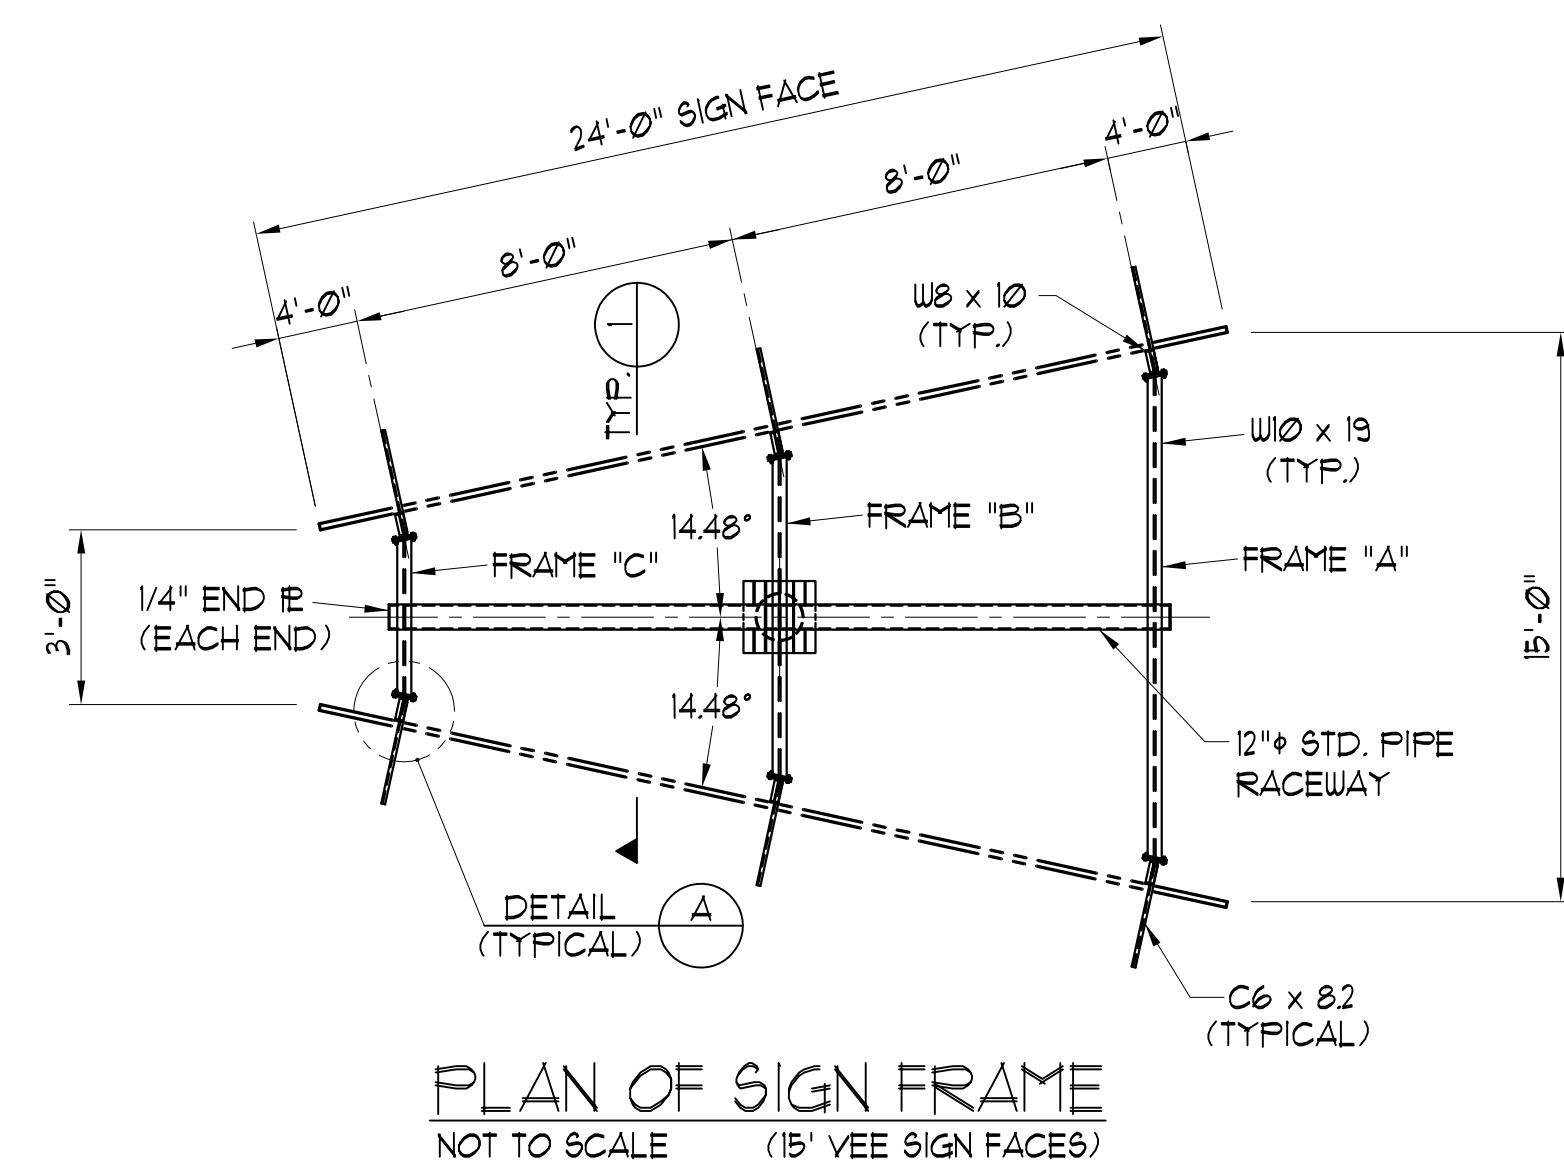 24'-0" SIGN FACE
4'-0"
8'-0"
8'-0"
4'-0"
TYP.
1
W8 x 10
(TYP.)
W10 x 19
(TYP.)
14.48°
FRAME "B"
FRAME "C"
FRAME "A"
1/4" END PL
(EACH END)
3'-0"
15'-0"
14.48°
12"ϕ STD. PIPE
RACEWAY
DETAIL
(TYPICAL)
A
C6 x 8.2
(TYPICAL)
PLAN OF SIGN FRAME
NOT TO SCALE (15' VEE SIGN FACES)